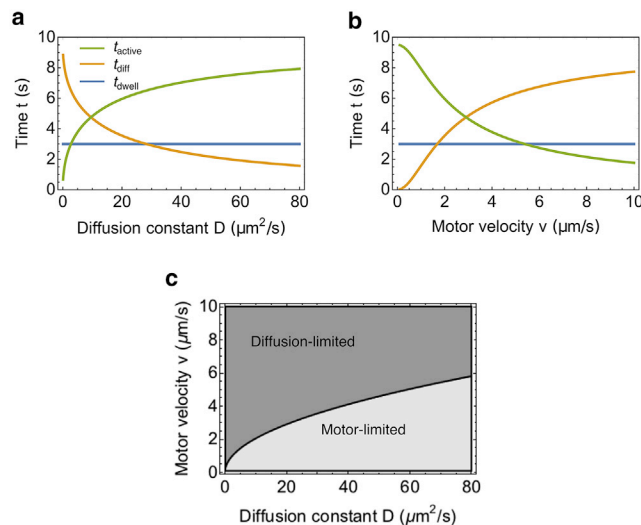 a
10
8
6
4
2
0
Time t (s)
t_active
t_diff
t_dwell
0 20 40 60 80
Diffusion constant D (µm²/s)
b
10
8
6
4
2
0
Time t (s)
0 2 4 6 8 10
Motor velocity v (µm/s)
c
10
8
6
4
2
0
Motor velocity v (µm/s)
Diffusion-limited
Motor-limited
0 20 40 60 80
Diffusion constant D (µm²/s)